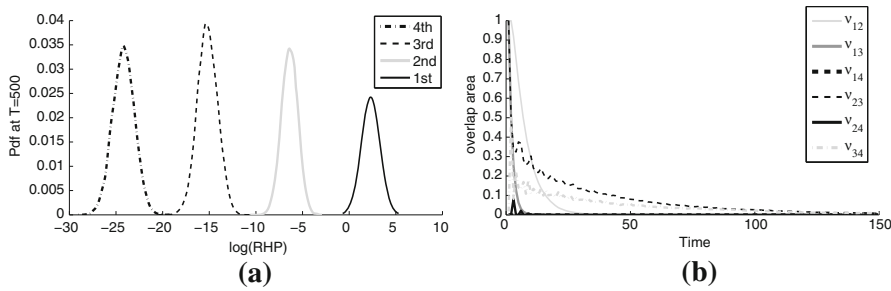 0.04
0.035
0.03
0.025
0.02
0.015
0.01
0.005
0
Pdf at T=500
−30 −25 −20 −15 −10 −5 0 5 10
log(RHP)
4th
3rd
2nd
1st
(a)
1
0.9
0.8
0.7
0.6
0.5
0.4
0.3
0.2
0.1
0
overlap area
0 50 100 150
Time
ν12
ν13
ν14
ν23
ν24
ν34
(b)